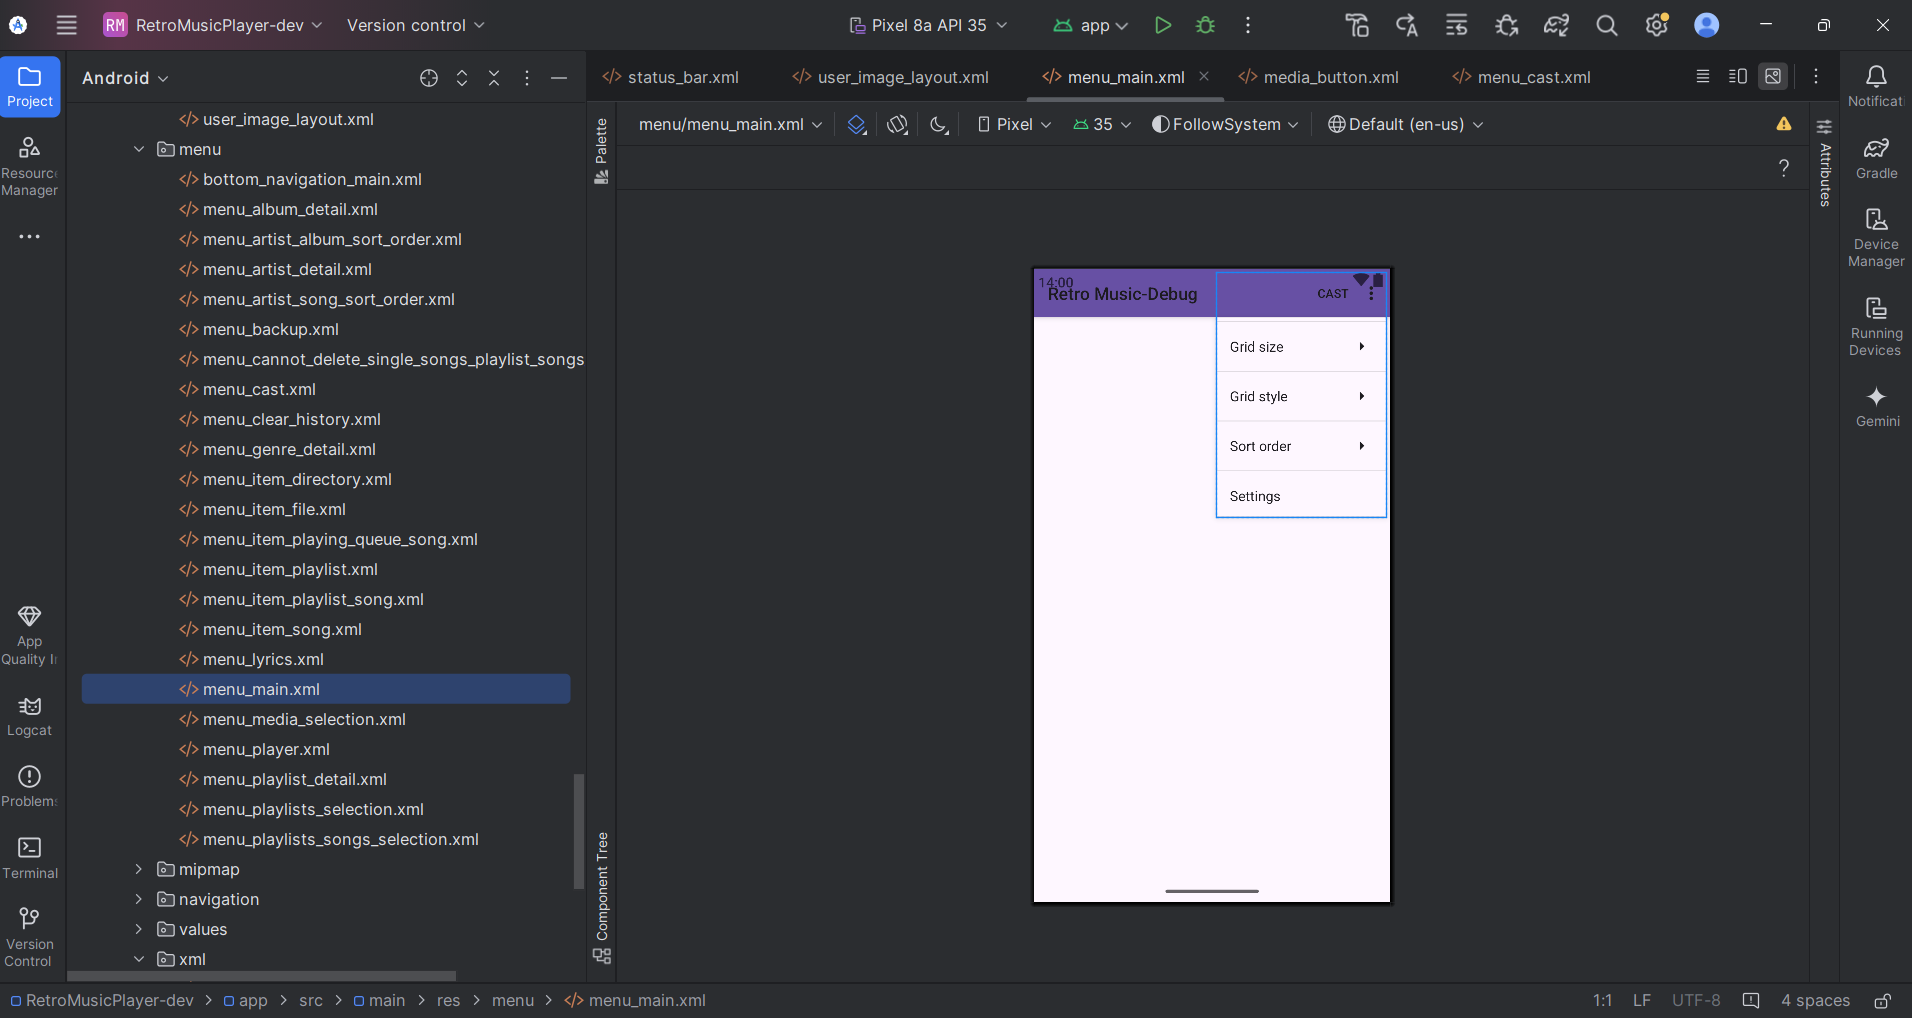 RM RetroMusicPlayer-dev Version control Pixel 8a API 35 app
Project
Resource
Manager
App
Quality In
Logcat
Problems
Terminal
Version
Control
Android
user_image_layout.xml
menu
bottom_navigation_main.xml
menu_album_detail.xml
menu_artist_album_sort_order.xml
menu_artist_detail.xml
menu_artist_song_sort_order.xml
menu_backup.xml
menu_cannot_delete_single_songs_playlist_songs
menu_cast.xml
menu_clear_history.xml
menu_genre_detail.xml
menu_item_directory.xml
menu_item_file.xml
menu_item_playing_queue_song.xml
menu_item_playlist.xml
menu_item_playlist_song.xml
menu_item_song.xml
menu_lyrics.xml
menu_main.xml
menu_media_selection.xml
menu_player.xml
menu_playlist_detail.xml
menu_playlists_selection.xml
menu_playlists_songs_selection.xml
mipmap
navigation
values
xml
status_bar.xml user_image_layout.xml menu_main.xml media_button.xml menu_cast.xml
Palette
menu/menu_main.xml Pixel 35 FollowSystem Default (en-us)
?
14:00
Retro Music-Debug CAST
Grid size
Grid style
Sort order
Settings
Component Tree
Attributes
Notificat
Gradle
Device
Manager
Running
Devices
Gemini
RetroMusicPlayer-dev > app > src > main > res > menu > menu_main.xml
1:1 LF UTF-8 4 spaces